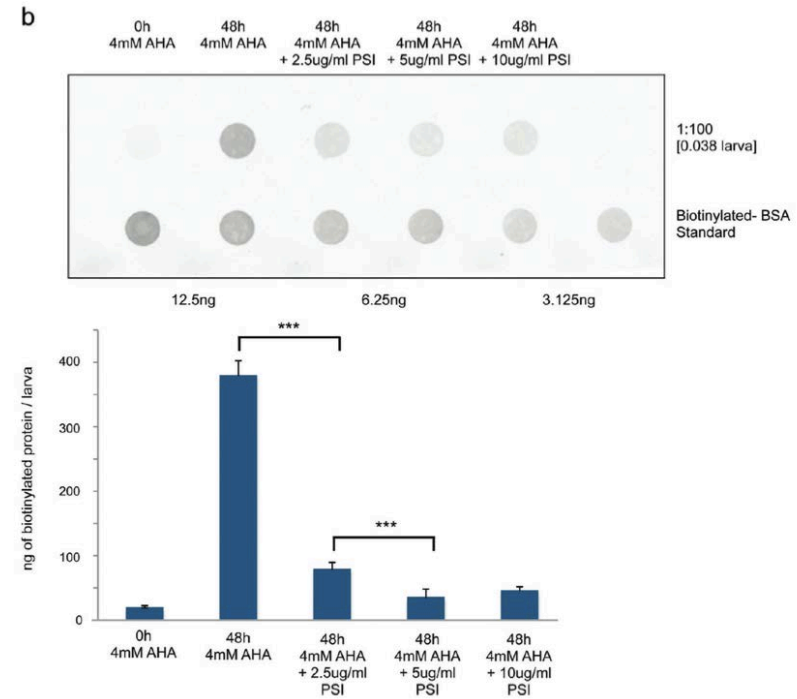 b
0h
4mM AHA
48h
4mM AHA
48h
4mM AHA
+ 2.5ug/ml PSI
48h
4mM AHA
+ 5ug/ml PSI
48h
4mM AHA
+ 10ug/ml PSI
1:100
[0.038 larva]
Biotinylated- BSA
Standard
12.5ng
6.25ng
3.125ng
ng of biotinylated protein / larva
400
300
200
100
0
***
***
0h
4mM AHA
48h
4mM AHA
48h
4mM AHA
+ 2.5ug/ml
PSI
48h
4mM AHA
+ 5ug/ml
PSI
48h
4mM AHA
+ 10ug/ml
PSI